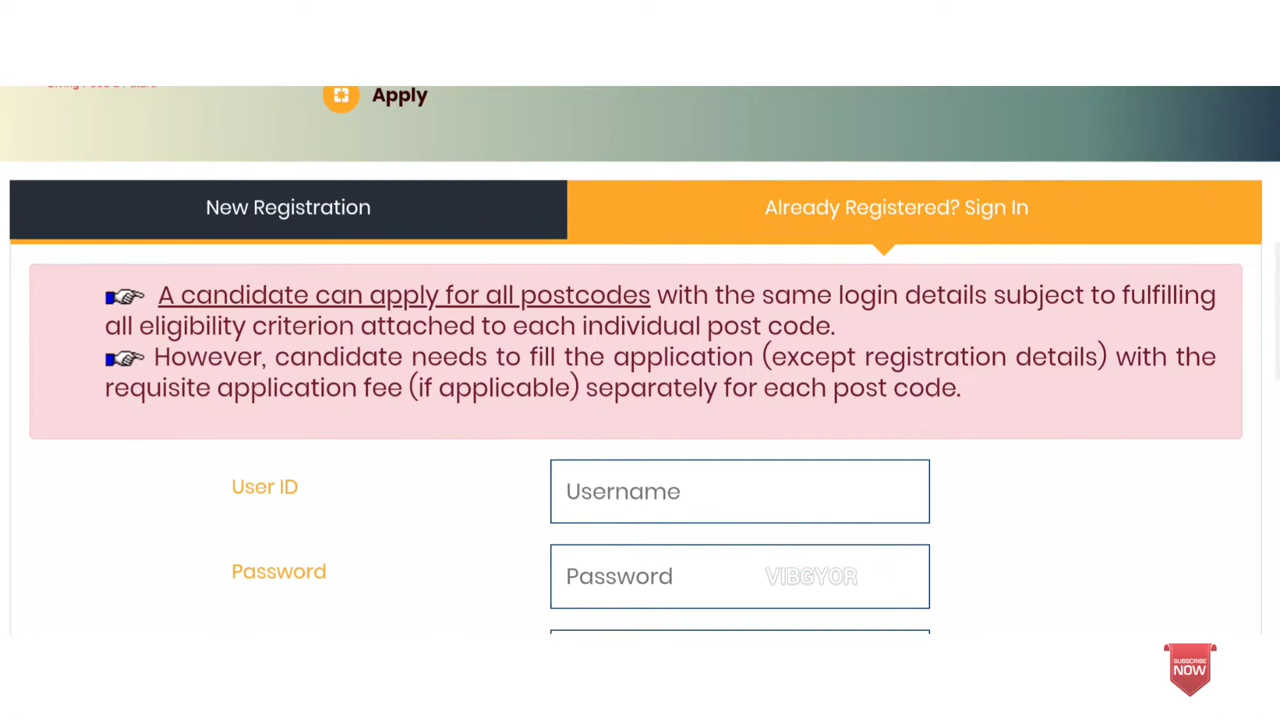 Apply
New Registration
Already Registered? Sign In
A candidate can apply for all postcodes with the same login details subject to fulfilling
all eligibility criterion attached to each individual post code.
However, candidate needs to fill the application (except registration details) with the
requisite application fee (if applicable) separately for each post code.
User ID
Username
Password
Password
VIBGYOR
SUBSCRIBE
NOW